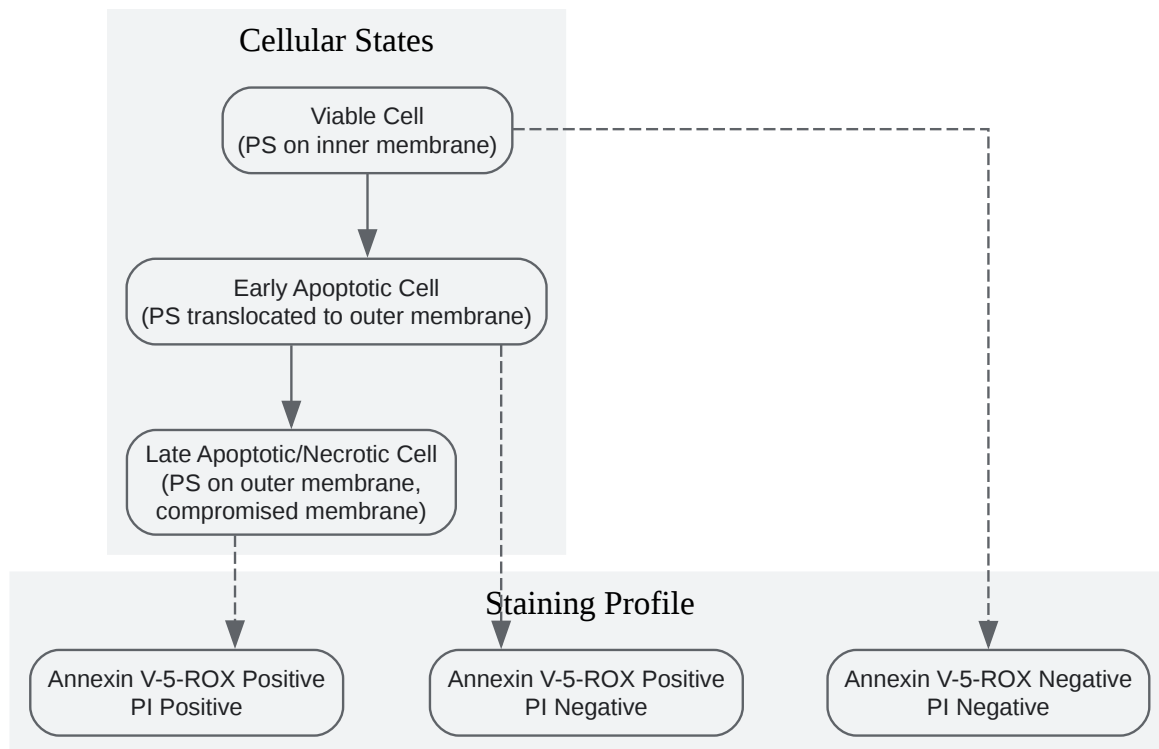 Cellular States
Viable Cell
(PS on inner membrane)
Early Apoptotic Cell
(PS translocated to outer membrane)
Late Apoptotic/Necrotic Cell
(PS on outer membrane,
compromised membrane)
Staining Profile
Annexin V-5-ROX Positive
PI Positive
Annexin V-5-ROX Positive
PI Negative
Annexin V-5-ROX Negative
PI Negative